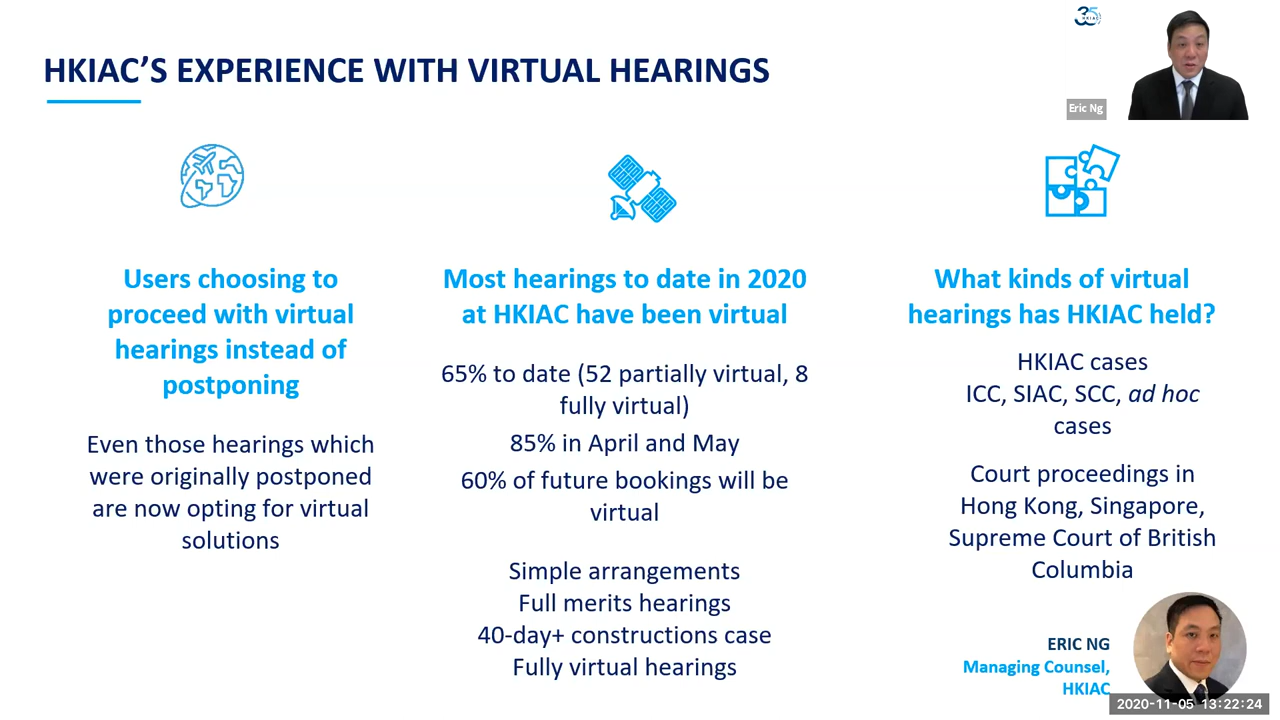 HKIAC'S EXPERIENCE WITH VIRTUAL HEARINGS
35
HKIAC
Eric Ng
Users choosing to
proceed with virtual
hearings instead of
postponing
Even those hearings which
were originally postponed
are now opting for virtual
solutions
Most hearings to date in 2020
at HKIAC have been virtual
65% to date (52 partially virtual, 8
fully virtual)
85% in April and May
60% of future bookings will be
virtual
Simple arrangements
Full merits hearings
40-day+ constructions case
Fully virtual hearings
What kinds of virtual
hearings has HKIAC held?
HKIAC cases
ICC, SIAC, SCC, ad hoc
cases
Court proceedings in
Hong Kong, Singapore,
Supreme Court of British
Columbia
ERIC NG
Managing Counsel,
HKIAC
2020-11-05 13:22:24